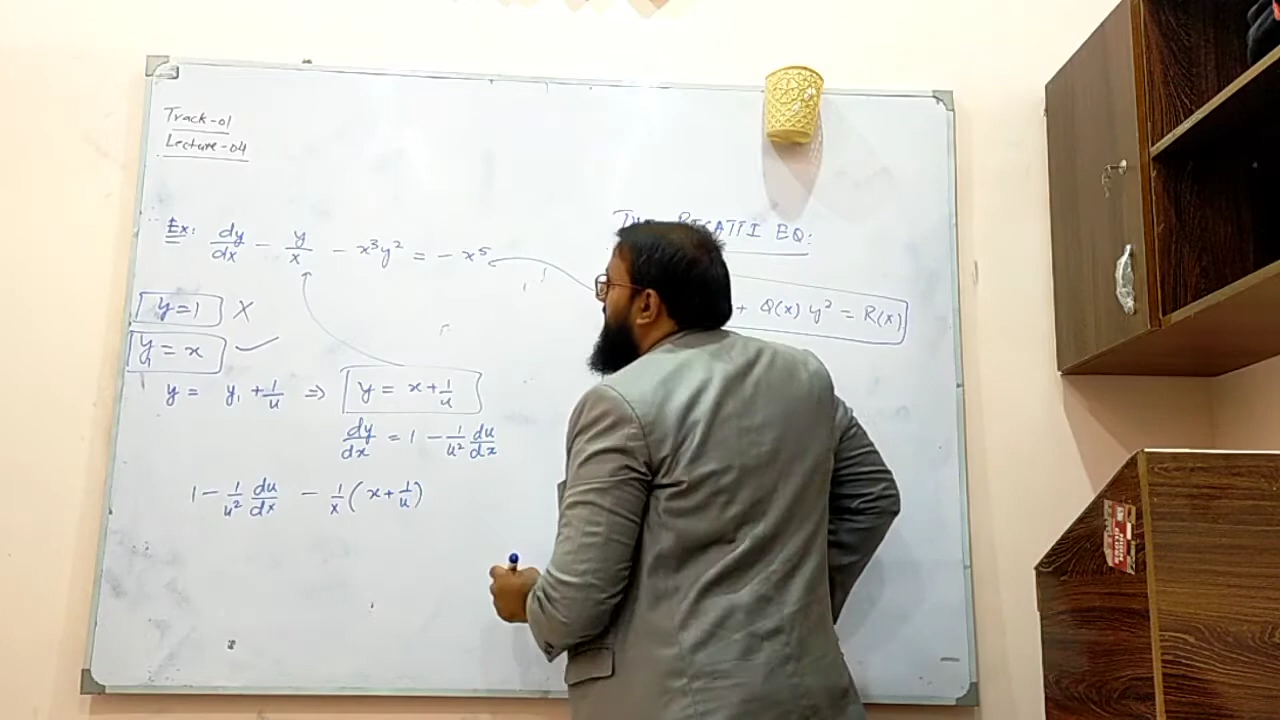 Track-01
Lecture-04
RICATTI EQ:
Ex: dy/dx - y/x - x³y² = - x⁵
+ Q(x) y² = R(x)
y=1 X
y₁ = x ✓
y = y₁ + 1/u ⇒ y = x + 1/u
dy/dx = 1 - 1/u² du/dx
1 - 1/u² du/dx - 1/x (x + 1/u)